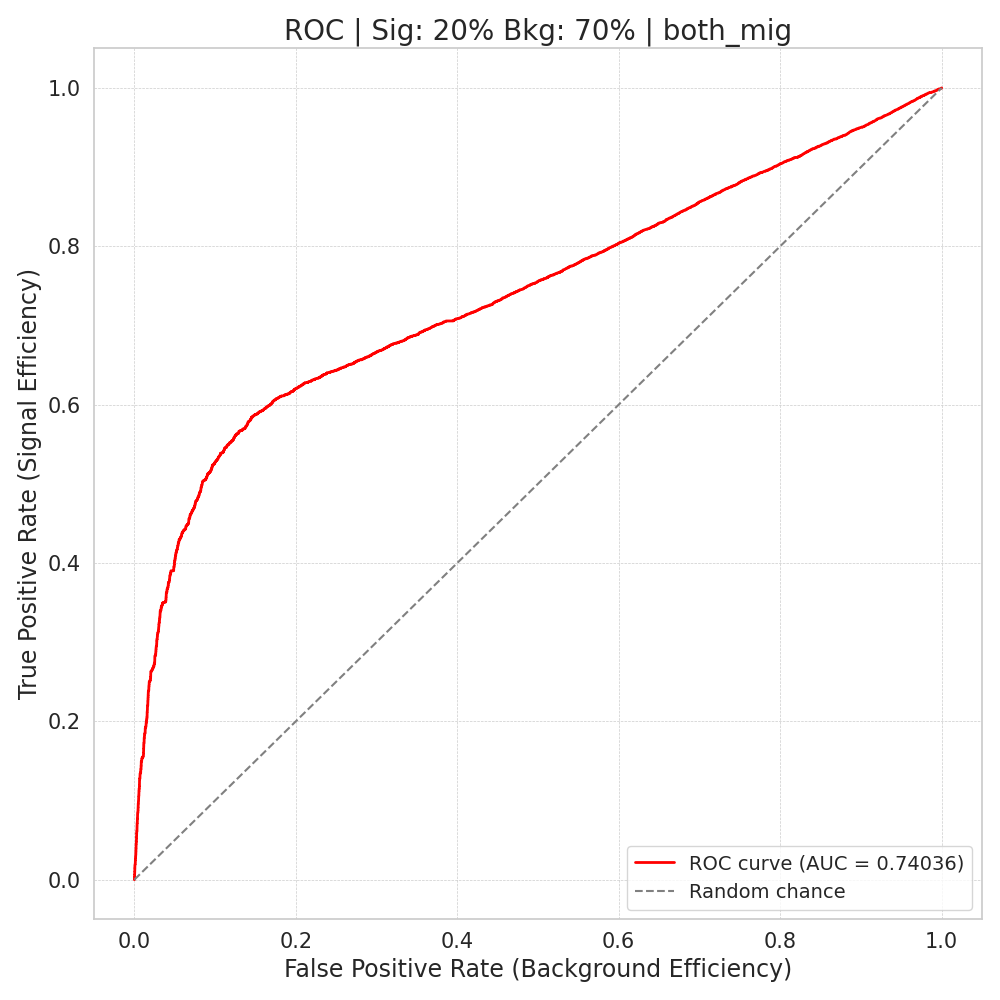 ROC | Sig: 20% Bkg: 70% | both_mig
True Positive Rate (Signal Efficiency)
1.0
0.8
0.6
0.4
0.2
0.0
ROC curve (AUC = 0.74036)
Random chance
0.0 0.2 0.4 0.6 0.8 1.0
False Positive Rate (Background Efficiency)